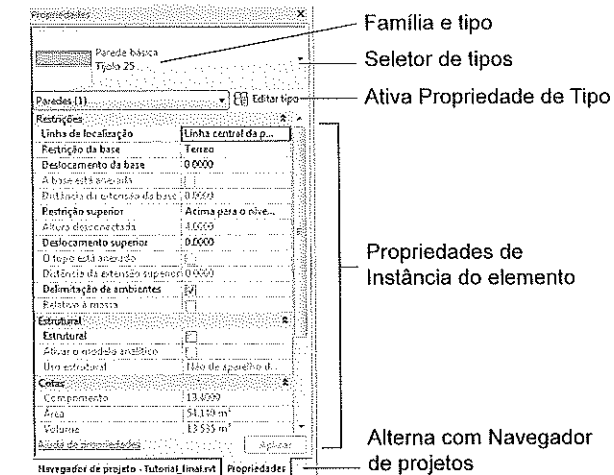 Propriedades
Família e tipo
Parede básica
Tijolo 25
Seletor de tipos
Paredes (1)
Editar tipo
Ativa Propriedade de Tipo
Restrições
Linha de localização
Linha central da p...
Restrição da base
Terreo
Deslocamento da base
0.0000
A base está anexada
Distância da extensão da base
0.0000
Restrição superior
Acima para o níve...
Altura desconectada
4.0000
Deslocamento superior
0.0000
O topo está anexado
Distância da extensão superior
0.0000
Propriedades de
Instância do elemento
Delimitação de ambientes
Relativo à massa
Estrutural
Estrutural
Ativar o modelo analítico
Uso estrutural
Não de aparelho d...
Cotas
Comprimento
13.4099
Área
54.140 m²
Volume
13.535 m³
Ajuda de propriedades
Aplicar
Navegador de projeto - Tutorial_final.rvt
Propriedades
Alterna com Navegador
de projetos